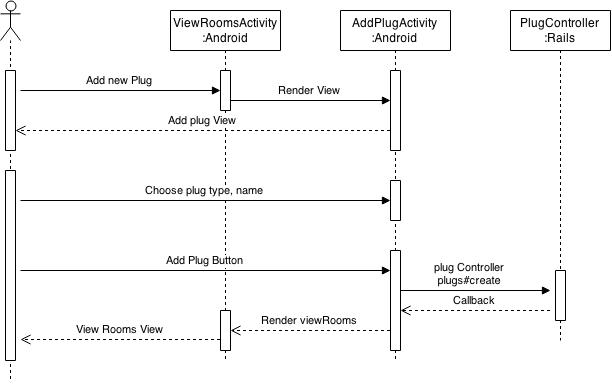 ViewRoomsActivity
:Android
AddPlugActivity
:Android
PlugController
:Rails
Add new Plug
Render View
Add plug View
Choose plug type, name
Add Plug Button
plug Controller
plugs#create
Callback
Render viewRooms
View Rooms View